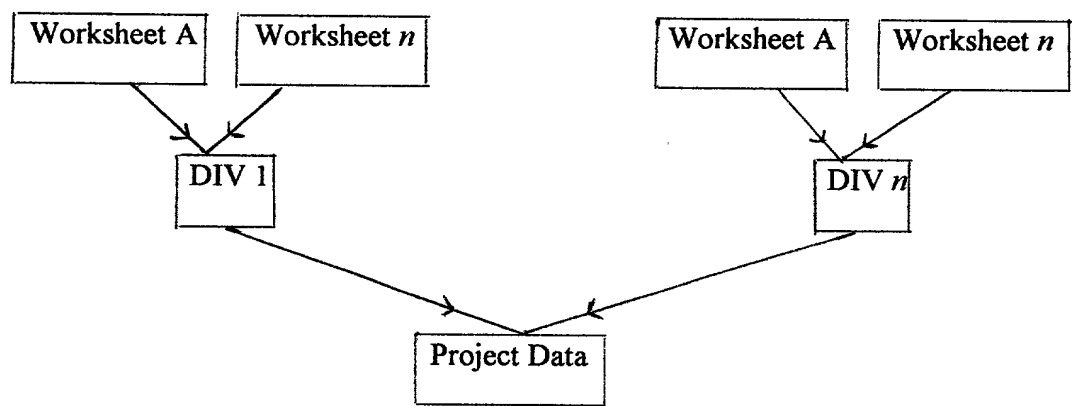 Worksheet A
Worksheet n
Worksheet A
Worksheet n
DIV 1
DIV n
Project Data